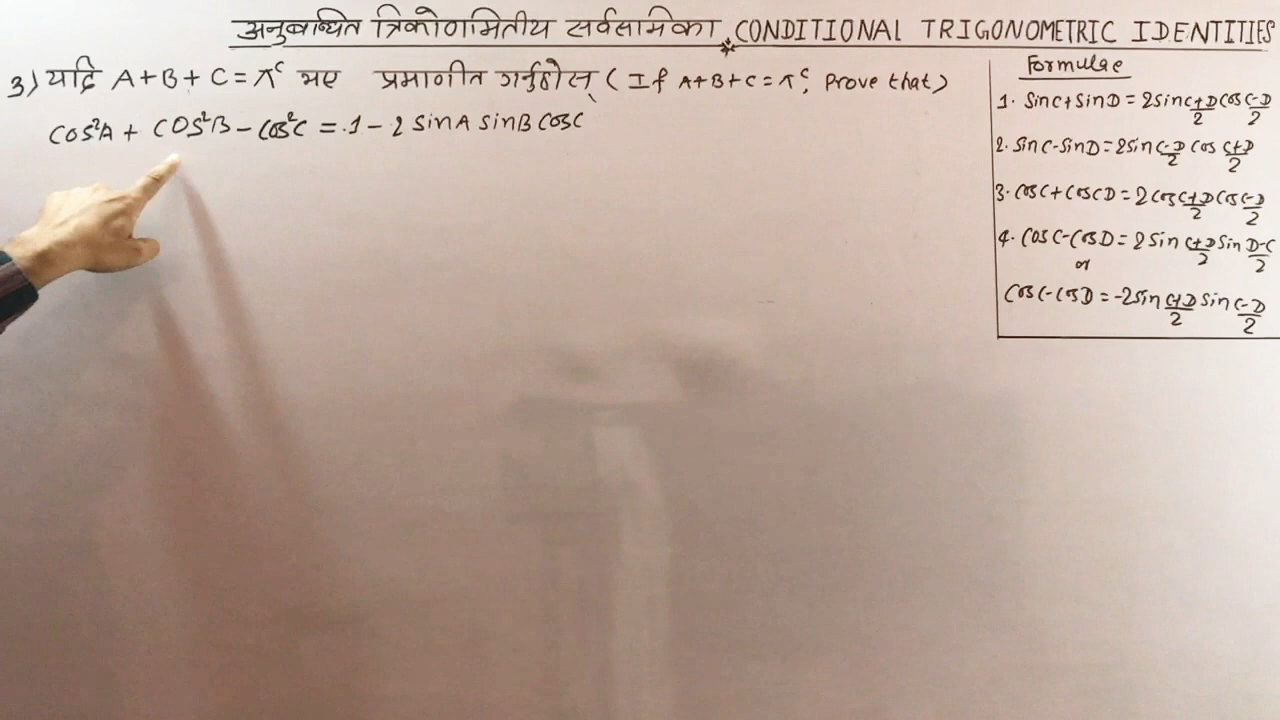 अनुबन्धित त्रिकोणमितीय सर्वसमिका * CONDITIONAL TRIGONOMETRIC IDENTITIES
3) यदि A+B+C=πᶜ भए प्रमाणीत गर्नुहोस् (If A+B+C=πᶜ, Prove that)
Cos²A + COS²B - Cos²C = 1 - 2 SinA SinB CosC
Formulae
1. SinC+SinD=2Sin(C+D)/2 Cos(C-D)/2
2. SinC-SinD=2Sin(C-D)/2 Cos(C+D)/2
3. CosC+CosCD=2Cos(C+D)/2 Cos(C-D)/2
4. CosC-CosD=2Sin(C+D)/2 Sin(D-C)/2
or
CosC-CosD=-2Sin(C+D)/2 Sin(C-D)/2